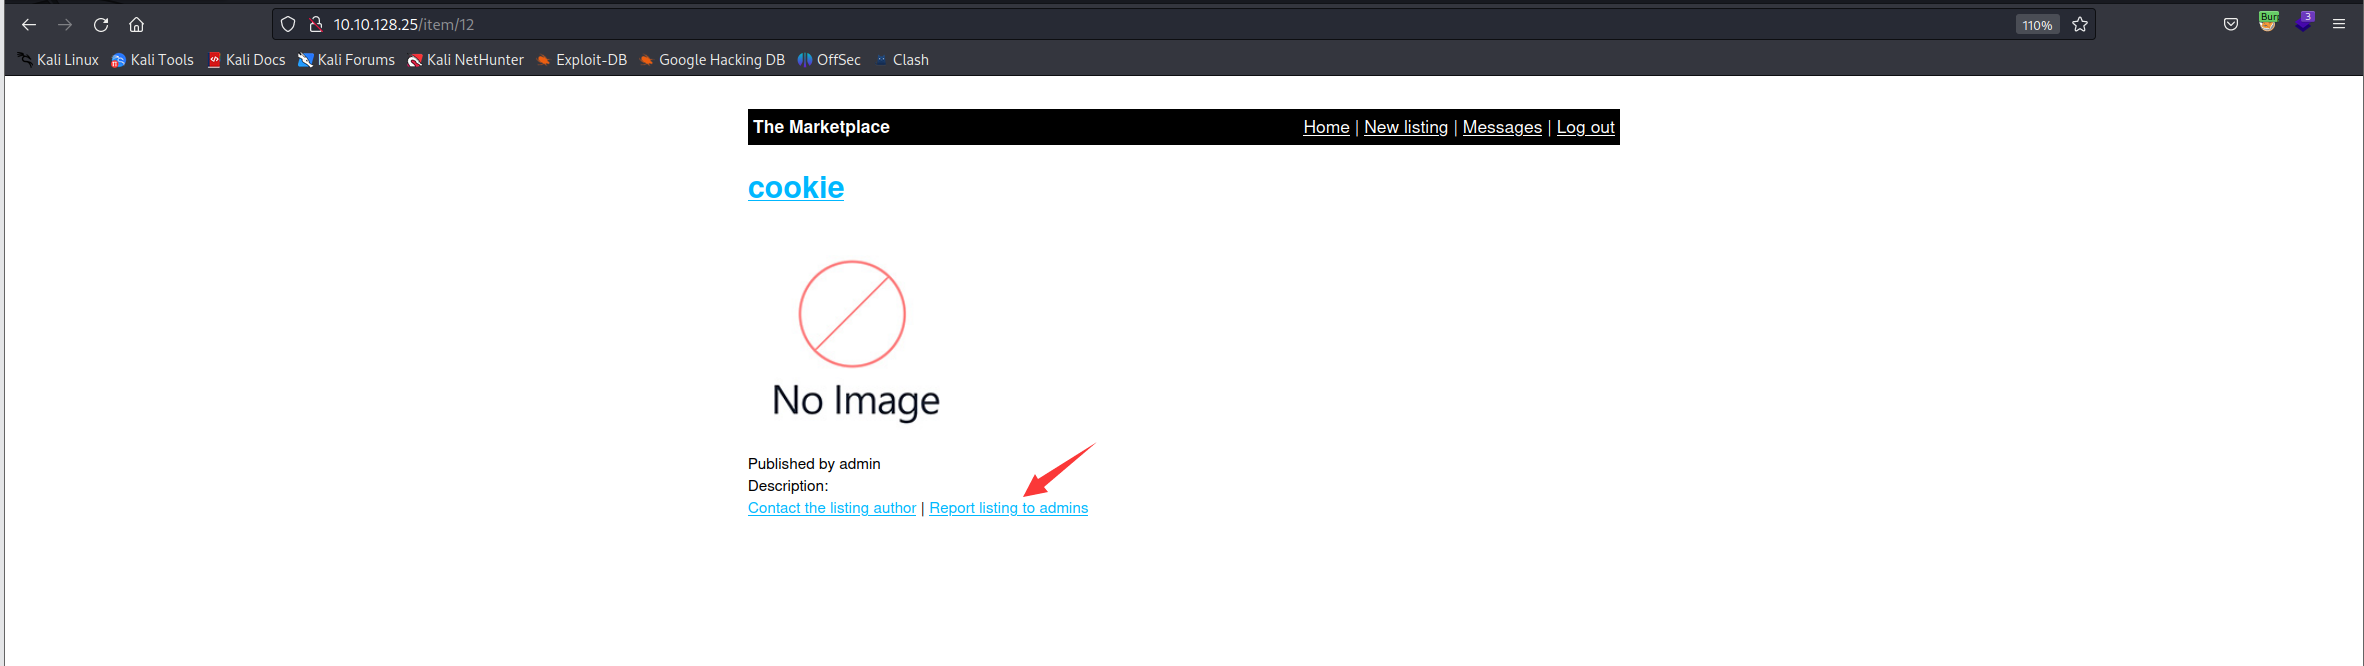 10.10.128.25/item/12
110%
Burp
3
Kali Linux Kali Tools Kali Docs Kali Forums Kali NetHunter Exploit-DB Google Hacking DB OffSec Clash
The Marketplace Home | New listing | Messages | Log out
cookie
No Image
Published by admin
Description:
Contact the listing author | Report listing to admins